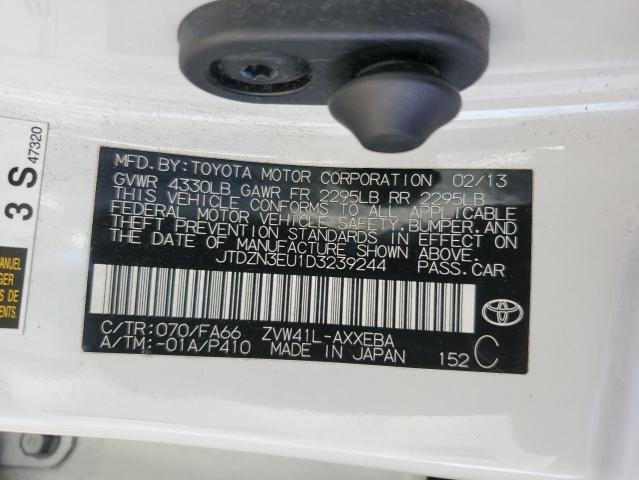 MFD.BY:TOYOTA MOTOR CORPORATION 02/13
GVWR 4330LB GAWR FR 2295LB RR 2295LB
THIS VEHICLE CONFORMS TO ALL APPLICABLE
FEDERAL MOTOR VEHICLE SAFETY,BUMPER,AND
THEFT PREVENTION STANDARDS IN EFFECT ON
THE DATE OF MANUFACTURE SHOWN ABOVE.
JTDZN3EU1D3239244 PASS.CAR
C/TR:070/FA66 ZVW41L-AXXEBA
A/TM:-01A/P410 MADE IN JAPAN 152 C
3 S
47320
MANUEL
S DE